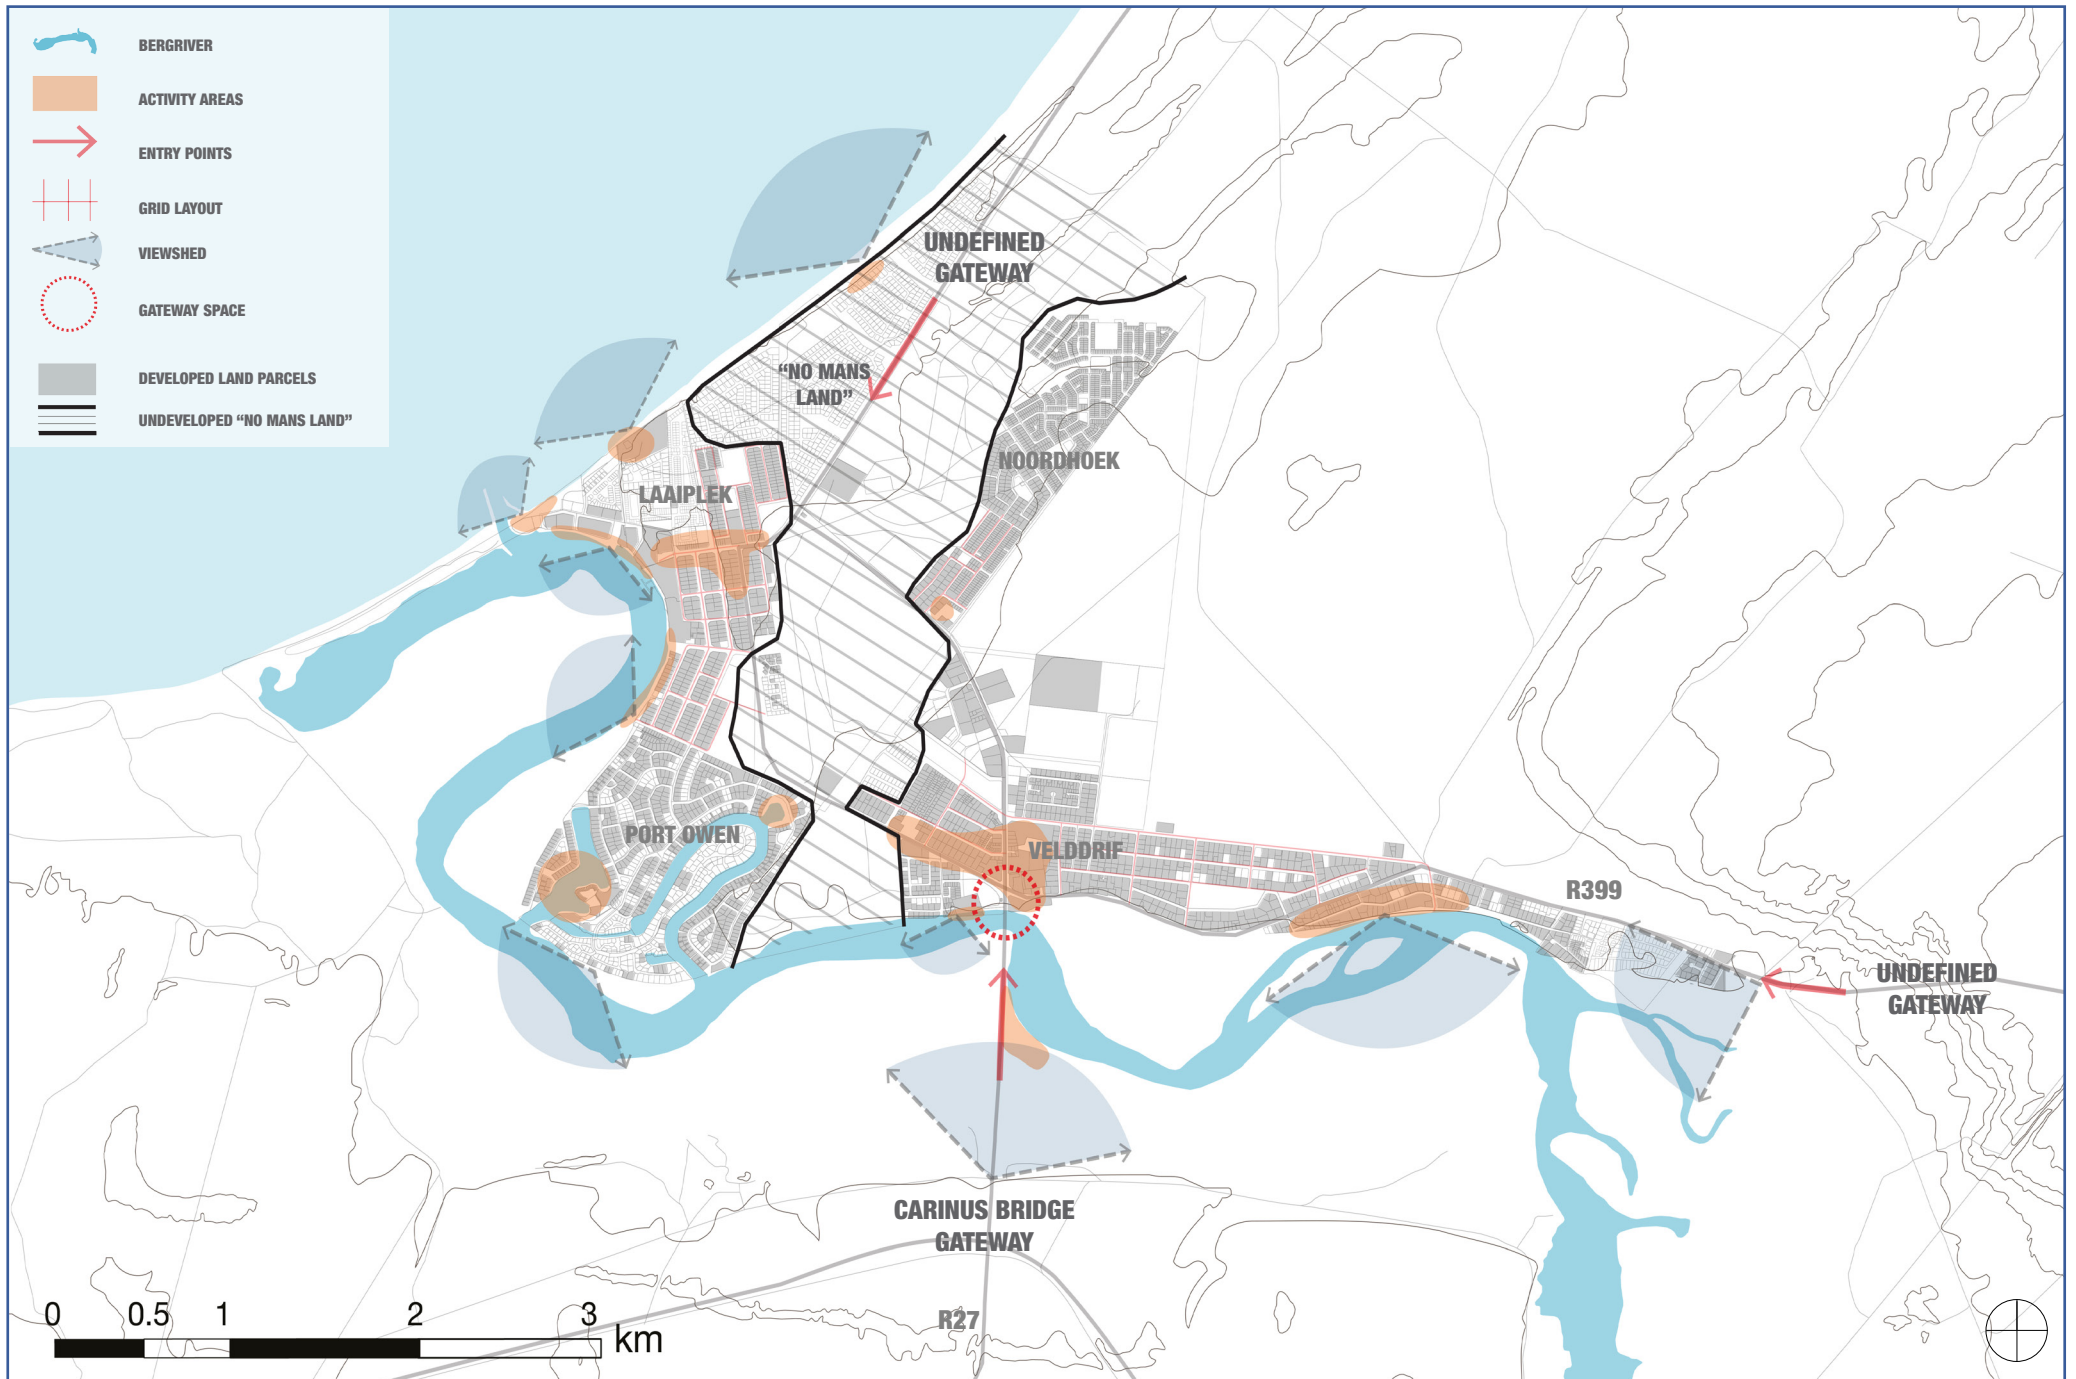 BERGRIVER
ACTIVITY AREAS
ENTRY POINTS
GRID LAYOUT
VIEWSHED
GATEWAY SPACE
DEVELOPED LAND PARCELS
UNDEVELOPED “NO MANS LAND”
UNDEFINED
GATEWAY
“NO MANS
LAND”
NOORDHOEK
LAAIPLEK
PORT OWEN
VELDDRIF
R399
UNDEFINED
GATEWAY
CARINUS BRIDGE
GATEWAY
R27
0 0.5 1 2 3
km